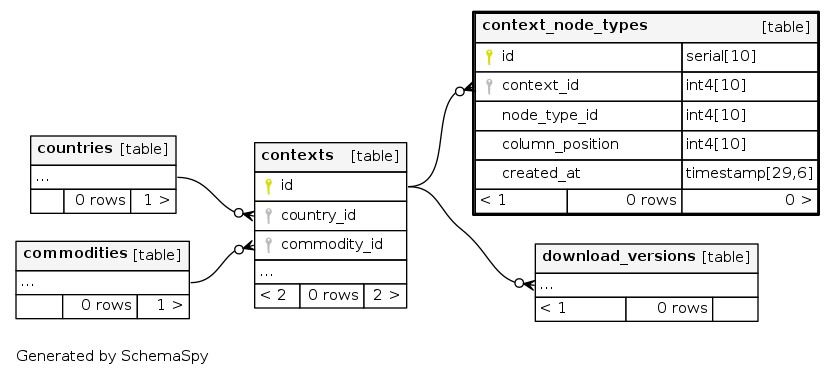 context_node_types [table]
id serial[10]
context_id int4[10]
node_type_id int4[10]
column_position int4[10]
created_at timestamp[29,6]
< 1 0 rows 0 >
countries [table]
...
0 rows 1 >
contexts [table]
id
country_id
commodity_id
...
< 2 0 rows 2 >
commodities [table]
...
0 rows 1 >
download_versions [table]
...
< 1 0 rows
Generated by SchemaSpy